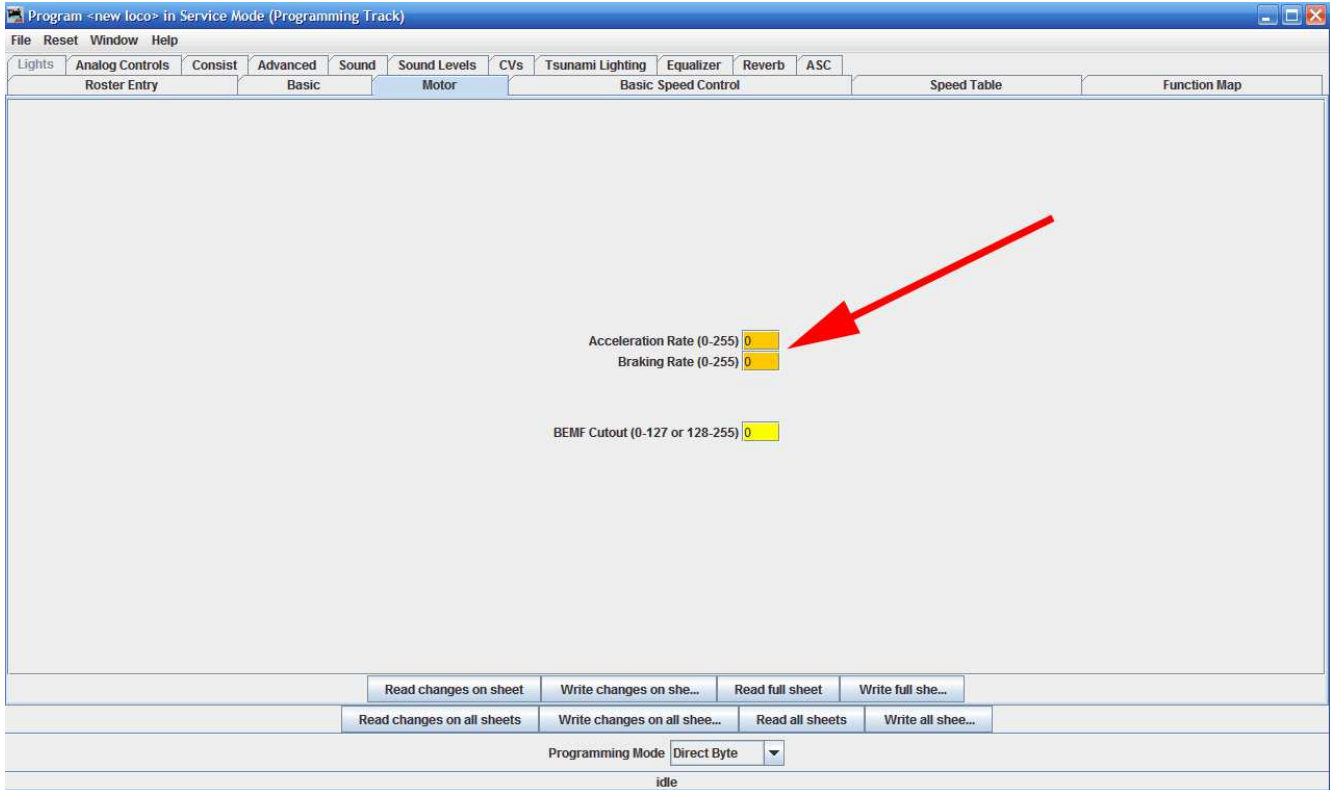 Program <new loco> in Service Mode (Programming Track)
File Reset Window Help
Lights Analog Controls Consist Advanced Sound Sound Levels CVs Tsunami Lighting Equalizer Reverb ASC
Roster Entry Basic Motor Basic Speed Control Speed Table Function Map
Acceleration Rate (0-255) 0
Braking Rate (0-255) 0
BEMF Cutout (0-127 or 128-255) 0
Read changes on sheet Write changes on she... Read full sheet Write full she...
Read changes on all sheets Write changes on all shee... Read all sheets Write all shee...
Programming Mode Direct Byte
idle